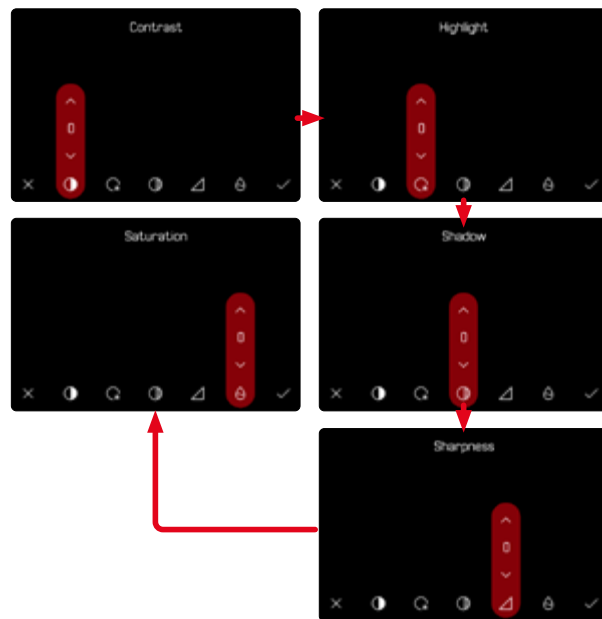 Contrast
Highlight
0
0
Saturation
Shadow
0
0
Sharpness
0